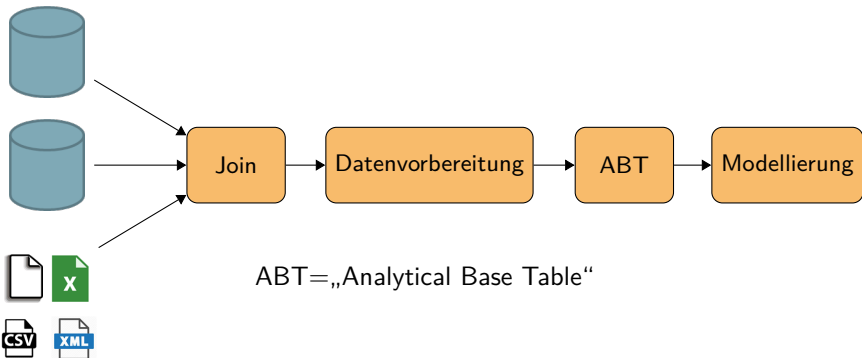 Join
Datenvorbereitung
ABT
Modellierung
X
ABT=„Analytical Base Table“
CSV
XML